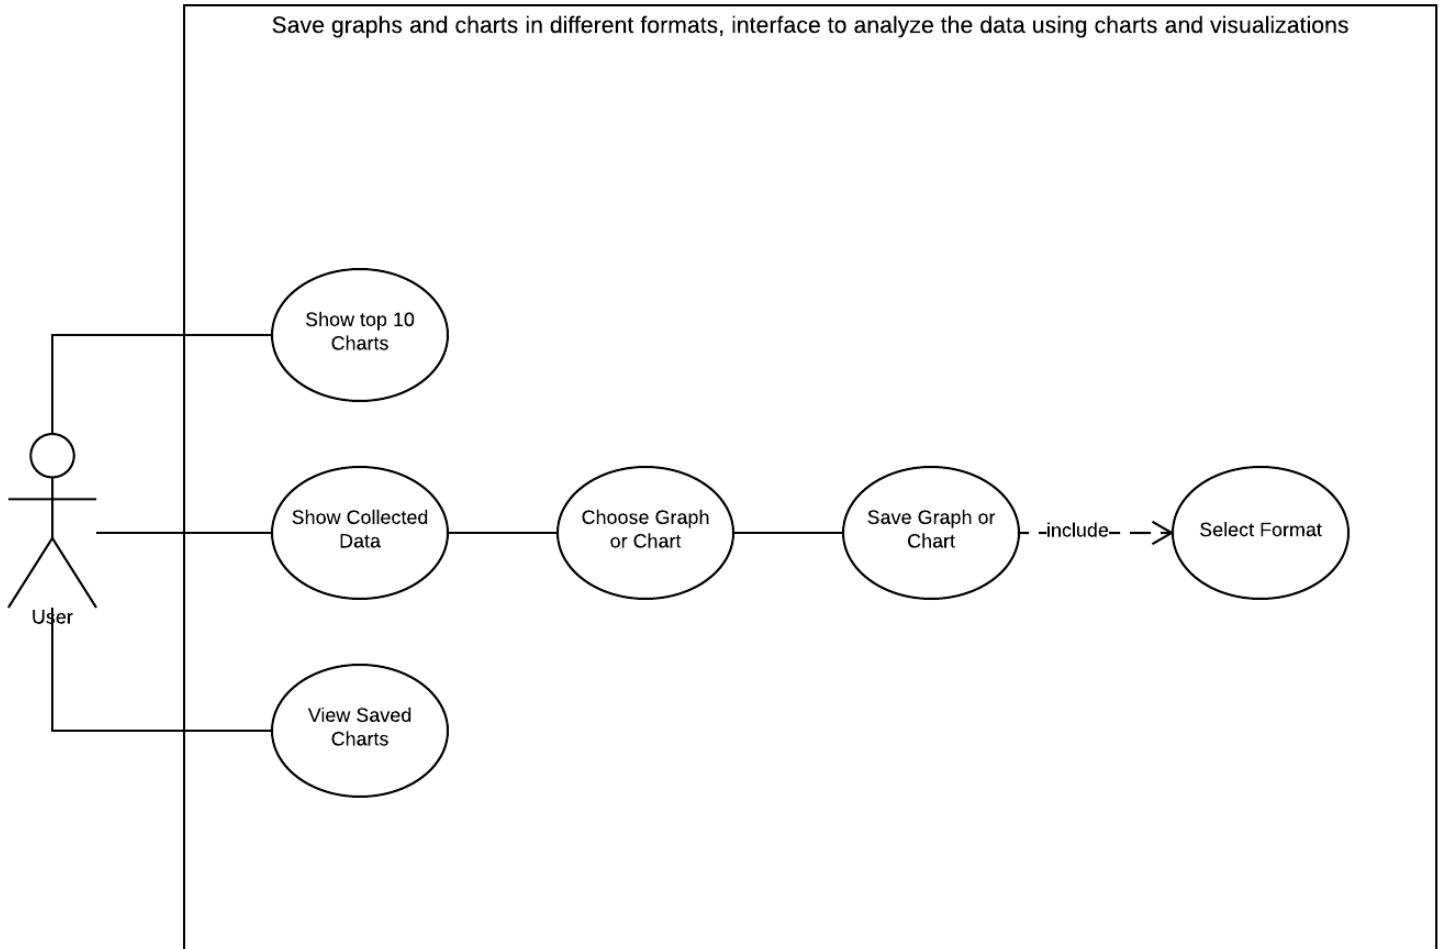 Save graphs and charts in different formats, interface to analyze the data using charts and visualizations
Show top 10
Charts
Show Collected
Data
Choose Graph
or Chart
Save Graph or
Chart
include
Select Format
User
View Saved
Charts